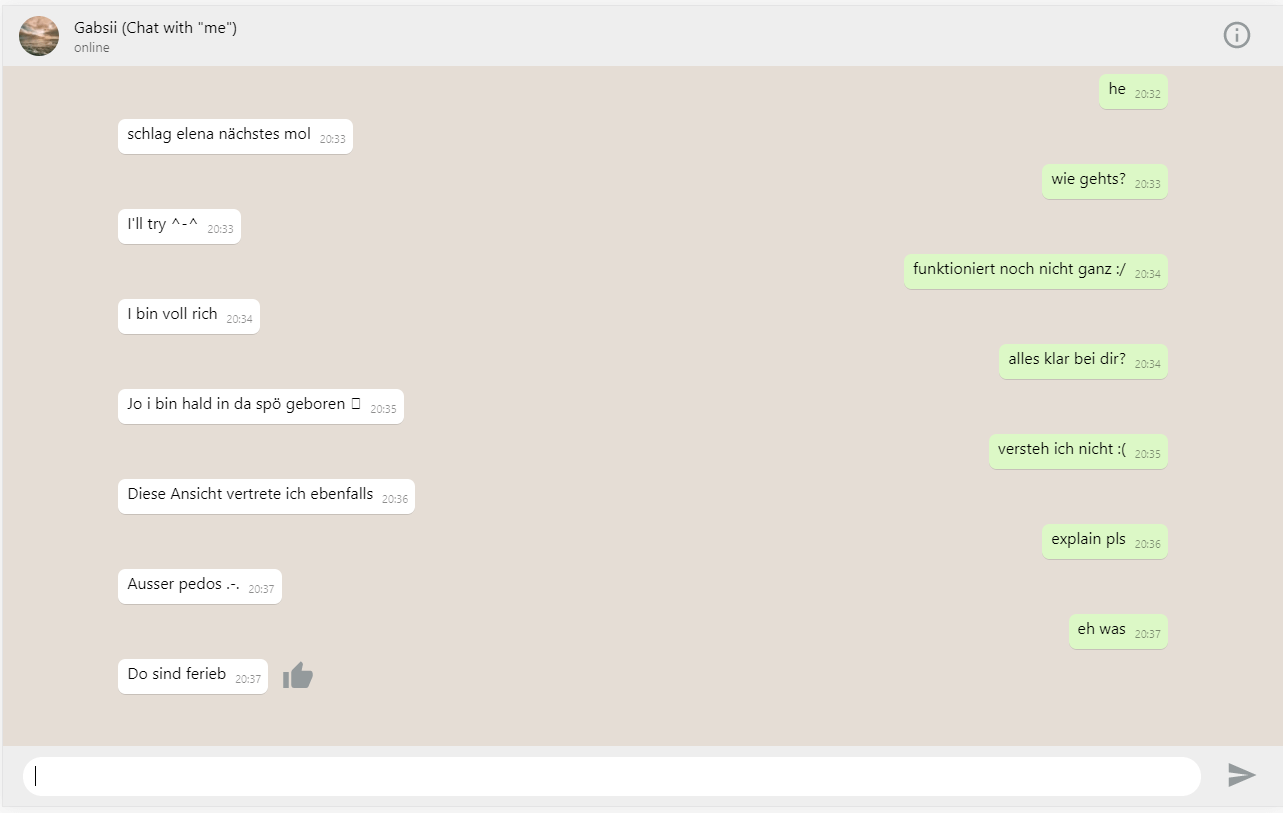 Gabsii (Chat with "me")
online
he 20:32
schlag elena nächstes mol 20:33
wie gehts? 20:33
I'll try ^-^ 20:33
funktioniert noch nicht ganz :/ 20:34
I bin voll rich 20:34
alles klar bei dir? 20:34
Jo i bin hald in da spö geboren 20:35
versteh ich nicht :( 20:35
Diese Ansicht vertrete ich ebenfalls 20:36
explain pls 20:36
Ausser pedos .-. 20:37
eh was 20:37
Do sind ferieb 20:37